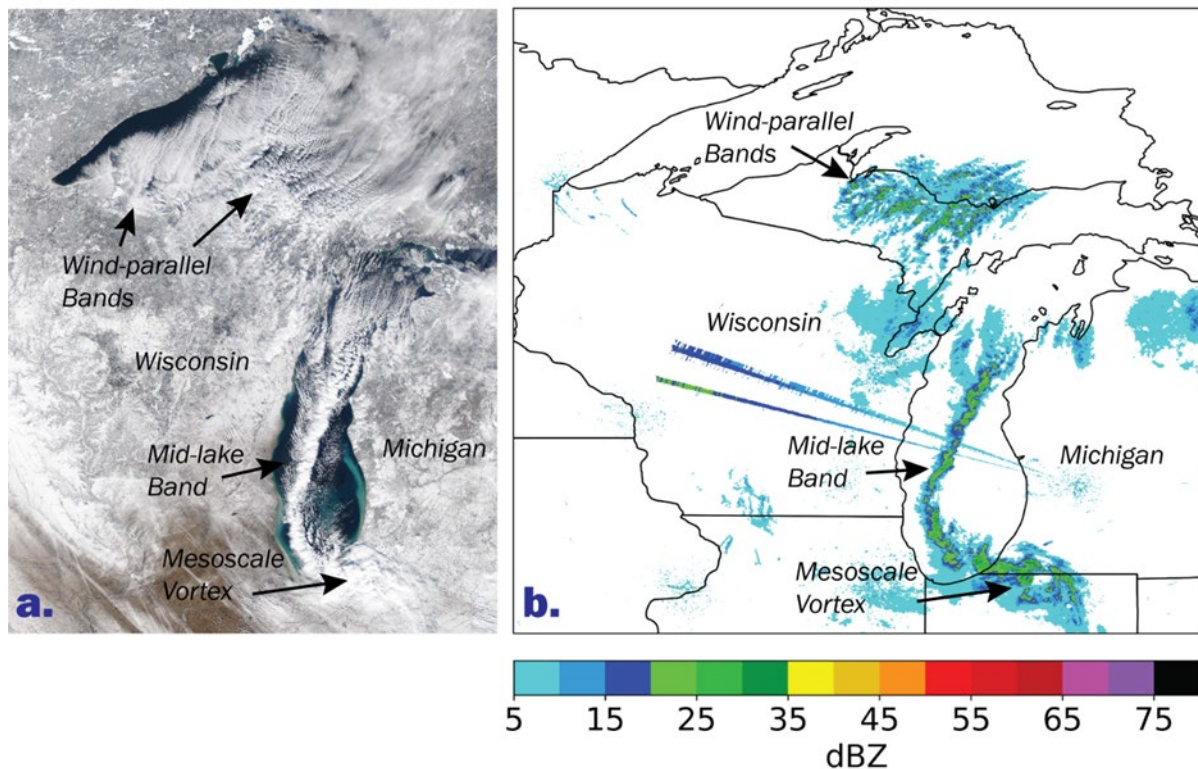 Wind-parallel
Bands
Wisconsin
Mid-lake
Band
Michigan
Mesoscale
Vortex
a.
Wind-parallel
Bands
Wisconsin
Mid-lake
Band
Michigan
Mesoscale
Vortex
b.
5 15 25 35 45 55 65 75
dBZ